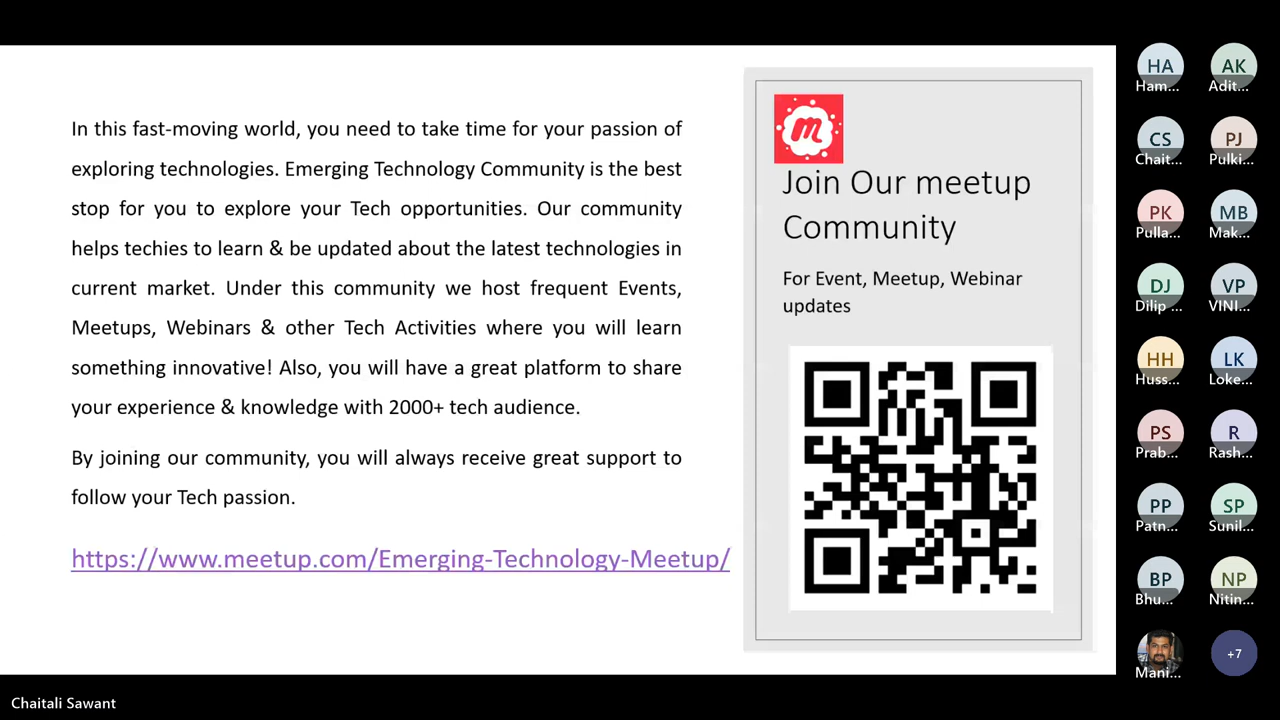 In this fast-moving world, you need to take time for your passion of
exploring technologies. Emerging Technology Community is the best
stop for you to explore your Tech opportunities. Our community
helps techies to learn & be updated about the latest technologies in
current market. Under this community we host frequent Events,
Meetups, Webinars & other Tech Activities where you will learn
something innovative! Also, you will have a great platform to share
your experience & knowledge with 2000+ tech audience.
By joining our community, you will always receive great support to
follow your Tech passion.
https://www.meetup.com/Emerging-Technology-Meetup/
m
Join Our meetup
Community
For Event, Meetup, Webinar
updates
HA AK
Ham... Adit...
CS PJ
Chait... Pulki...
PK MB
Pulla... Mak...
DJ VP
Dilip ... VINI...
HH LK
Huss... Loke...
PS R
Prab... Rash...
PP SP
Patn... Sunil...
BP NP
Bhu... Nitin...
+7
Mani...
Chaitali Sawant